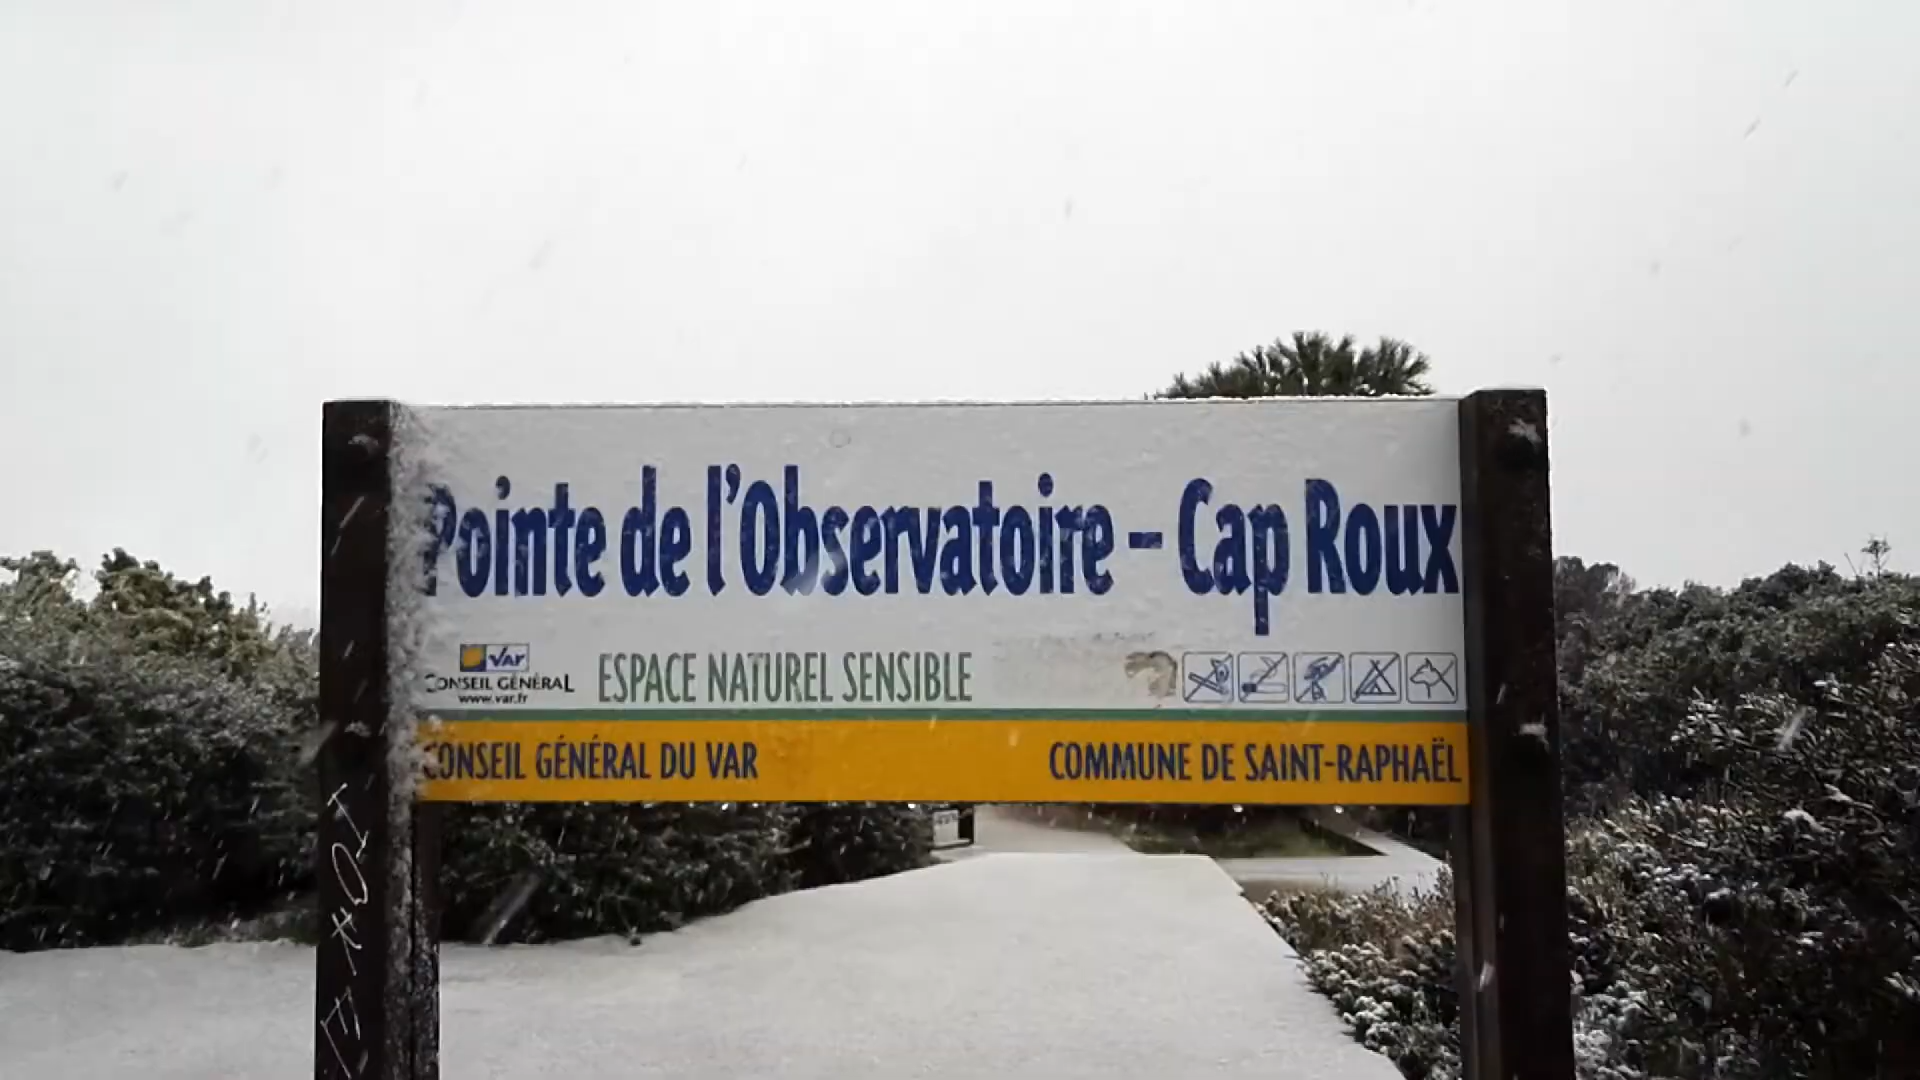 Pointe de l'Observatoire – Cap Roux
VAR
CONSEIL GÉNÉRAL
www.var.fr
ESPACE NATUREL SENSIBLE
CONSEIL GÉNÉRAL DU VAR
COMMUNE DE SAINT-RAPHAËL